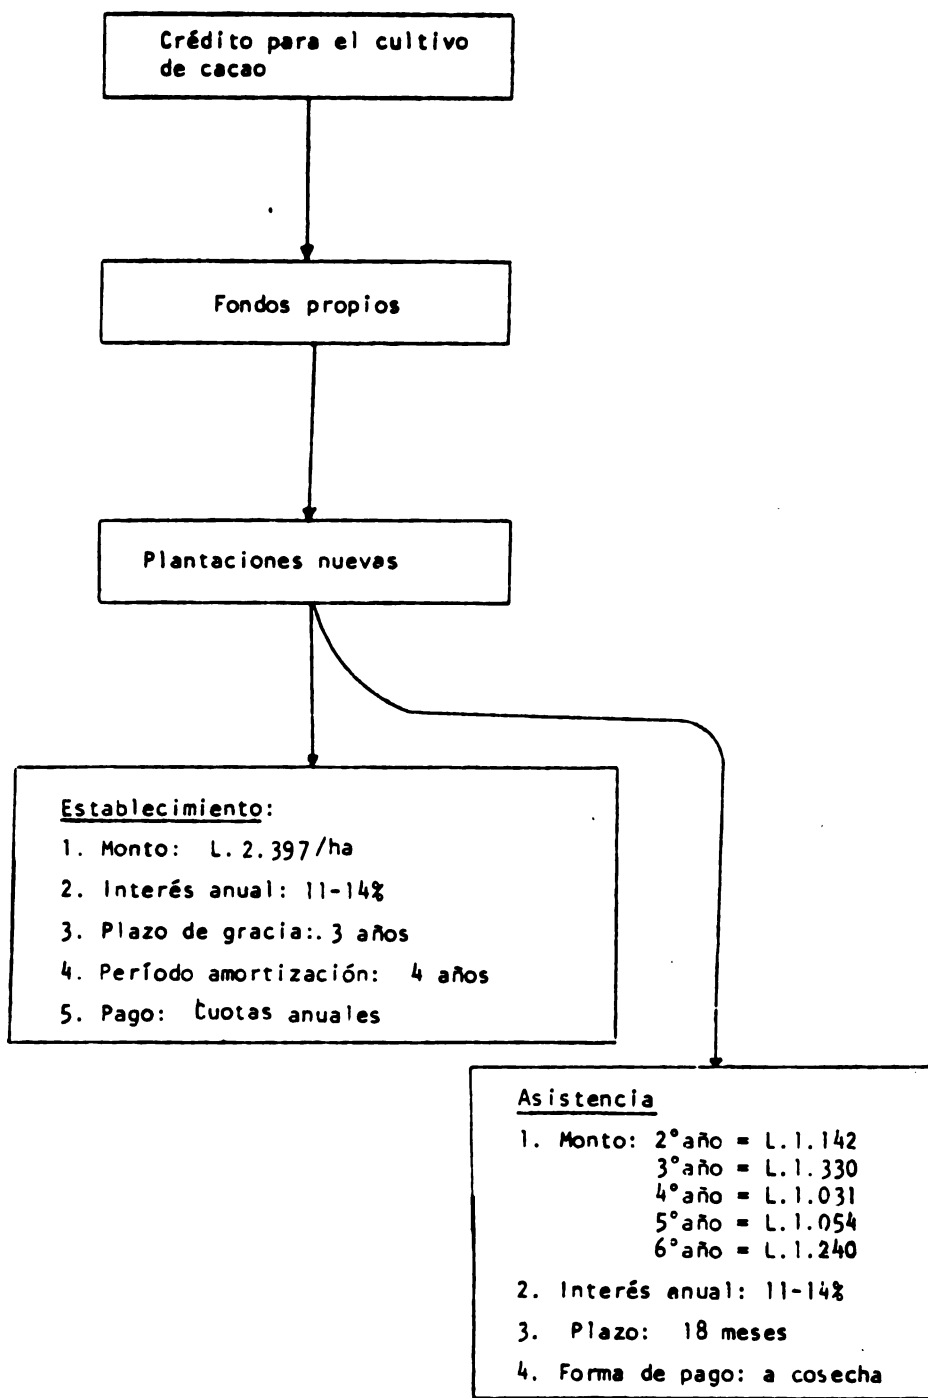 Crédito para el cultivo
de cacao
Fondos propios
Plantaciones nuevas
Establecimiento:
1. Monto: L.2.397/ha
2. Interés anual: 11-14%
3. Plazo de gracia:. 3 años
4. Período amortización: 4 años
5. Pago: Cuotas anuales
Asistencia
1. Monto: 2°año = L.1.142
3°año = L.1.330
4°año = L.1.031
5°año = L.1.054
6°año = L.1.240
2. Interés anual: 11-14%
3. Plazo: 18 meses
4. Forma de pago: a cosecha